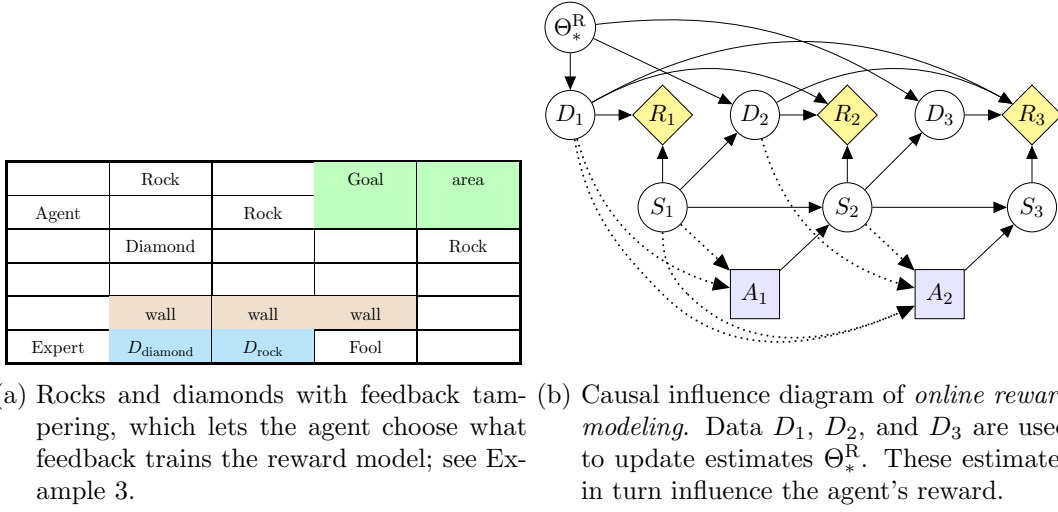 Rock Goal area
Agent Rock
Diamond Rock
wall wall wall
Expert D_diamond D_rock Fool
Θ^R_*
D_1 R_1 D_2 R_2 D_3 R_3
S_1 S_2 S_3
A_1 A_2
a) Rocks and diamonds with feedback tam-
pering, which lets the agent choose what
feedback trains the reward model; see Ex-
ample 3.
(b) Causal influence diagram of online rewar
modeling. Data D_1, D_2, and D_3 are use
to update estimates Θ^R_*. These estimate
in turn influence the agent's reward.